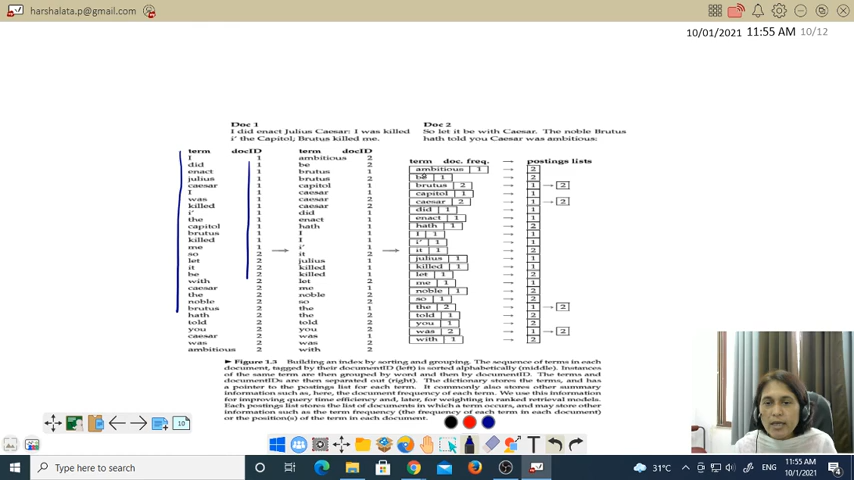 harshalata.p@gmail.com
10/01/2021 11:55 AM 10/12
Doc 1
I did enact Julius Caesar: I was killed
i' the Capitol; Brutus killed me.
Doc 2
So let it be with Caesar. The noble Brutus
hath told you Caesar was ambitious:
term docID
I 1
did 1
enact 1
julius 1
caesar 1
I 1
was 1
killed 1
i' 1
the 1
capitol 1
brutus 1
killed 1
me 1
so 2
let 2
it 2
be 2
with 2
caesar 2
the 2
noble 2
brutus 2
hath 2
told 2
you 2
caesar 2
was 2
ambitious 2
term docID
ambitious 2
be 2
brutus 1
brutus 2
capitol 1
caesar 1
caesar 2
caesar 2
did 1
enact 1
hath 1
I 1
I 1
i' 1
it 2
julius 1
killed 1
killed 1
let 2
me 1
noble 2
so 2
the 1
the 2
told 2
you 2
was 1
was 2
with 2
term doc. freq. → postings lists
ambitious 1 → 2
be 1 → 2
brutus 2 → 1 → 2
capitol 1 → 1
caesar 2 → 1 → 2
did 1 → 1
enact 1 → 1
hath 1 → 2
I 1 → 1
i' 1 → 1
it 1 → 2
julius 1 → 1
killed 1 → 1
let 1 → 2
me 1 → 1
noble 1 → 2
so 1 → 2
the 2 → 1 → 2
told 1 → 2
you 1 → 2
was 2 → 1 → 2
with 1 → 2
► Figure 1.3 Building an index by sorting and grouping. The sequence of terms in each
document, tagged by their documentID (left) is sorted alphabetically (middle). Instances
of the same term are then grouped by word and then by documentID. The terms and
documentIDs are then separated out (right). The dictionary stores the terms, and has
a pointer to the postings list for each term. It commonly also stores other summary
information such as, here, the document frequency of each term. We use this information
for improving query time efficiency and, later, for weighting in ranked retrieval models.
Each postings list stores the list of documents in which a term occurs, and may store other
information such as the term frequency (the frequency of each term in each document)
or the position(s) of the term in each document.
10
T
Type here to search
31°C
ENG
11:55 AM
10/1/2021
4